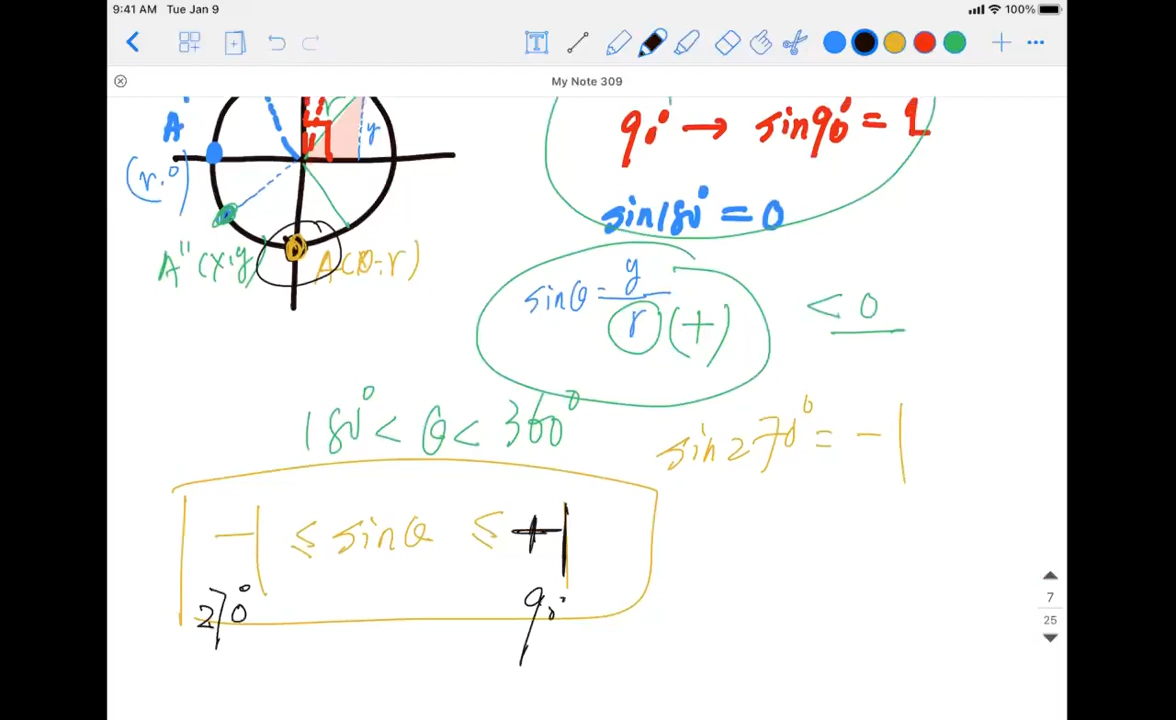 9:41 AM Tue Jan 9
100%
T
My Note 309
A'
r
y
90° → sin90° = 1
(r.0)
sin180° = 0
A"(x.y)
sinθ = y/r (+)
< 0
180° < θ < 360°
sin270° = -1
-1 ≤ sinθ ≤ +1
270°
90°
7
25